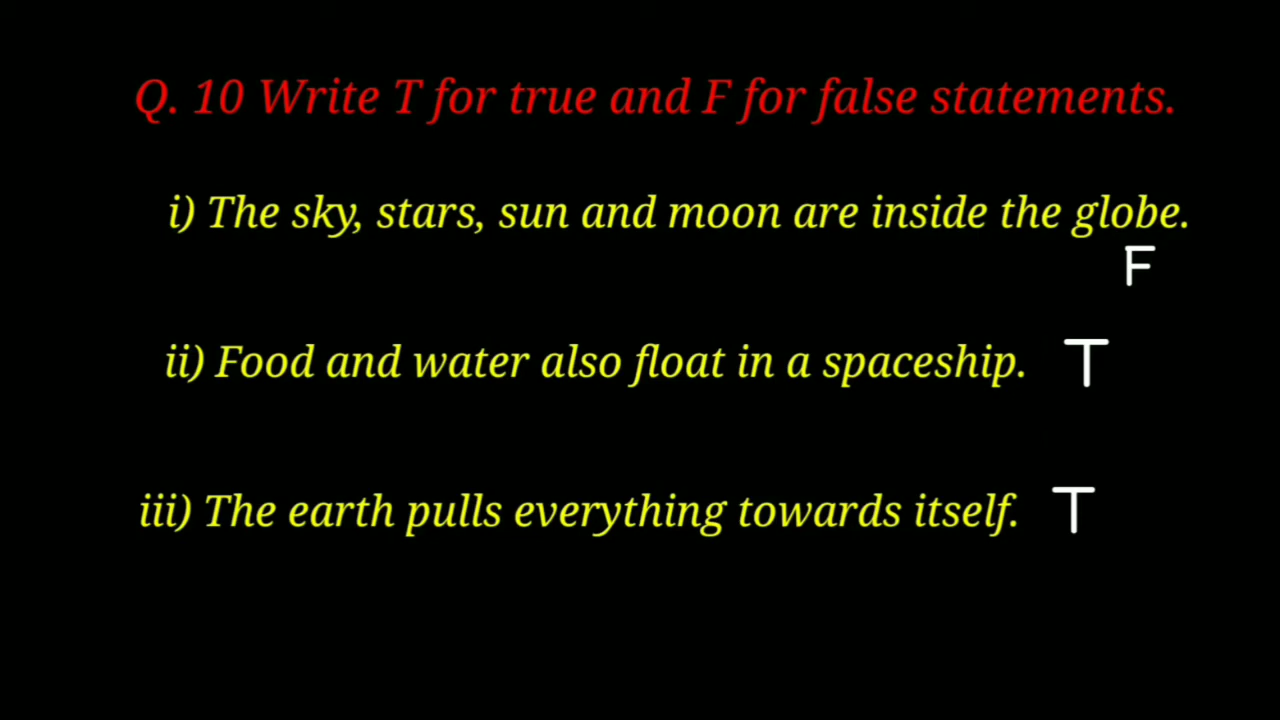 Q. 10 Write T for true and F for false statements.
i) The sky, stars, sun and moon are inside the globe.
F
ii) Food and water also float in a spaceship. T
iii) The earth pulls everything towards itself. T